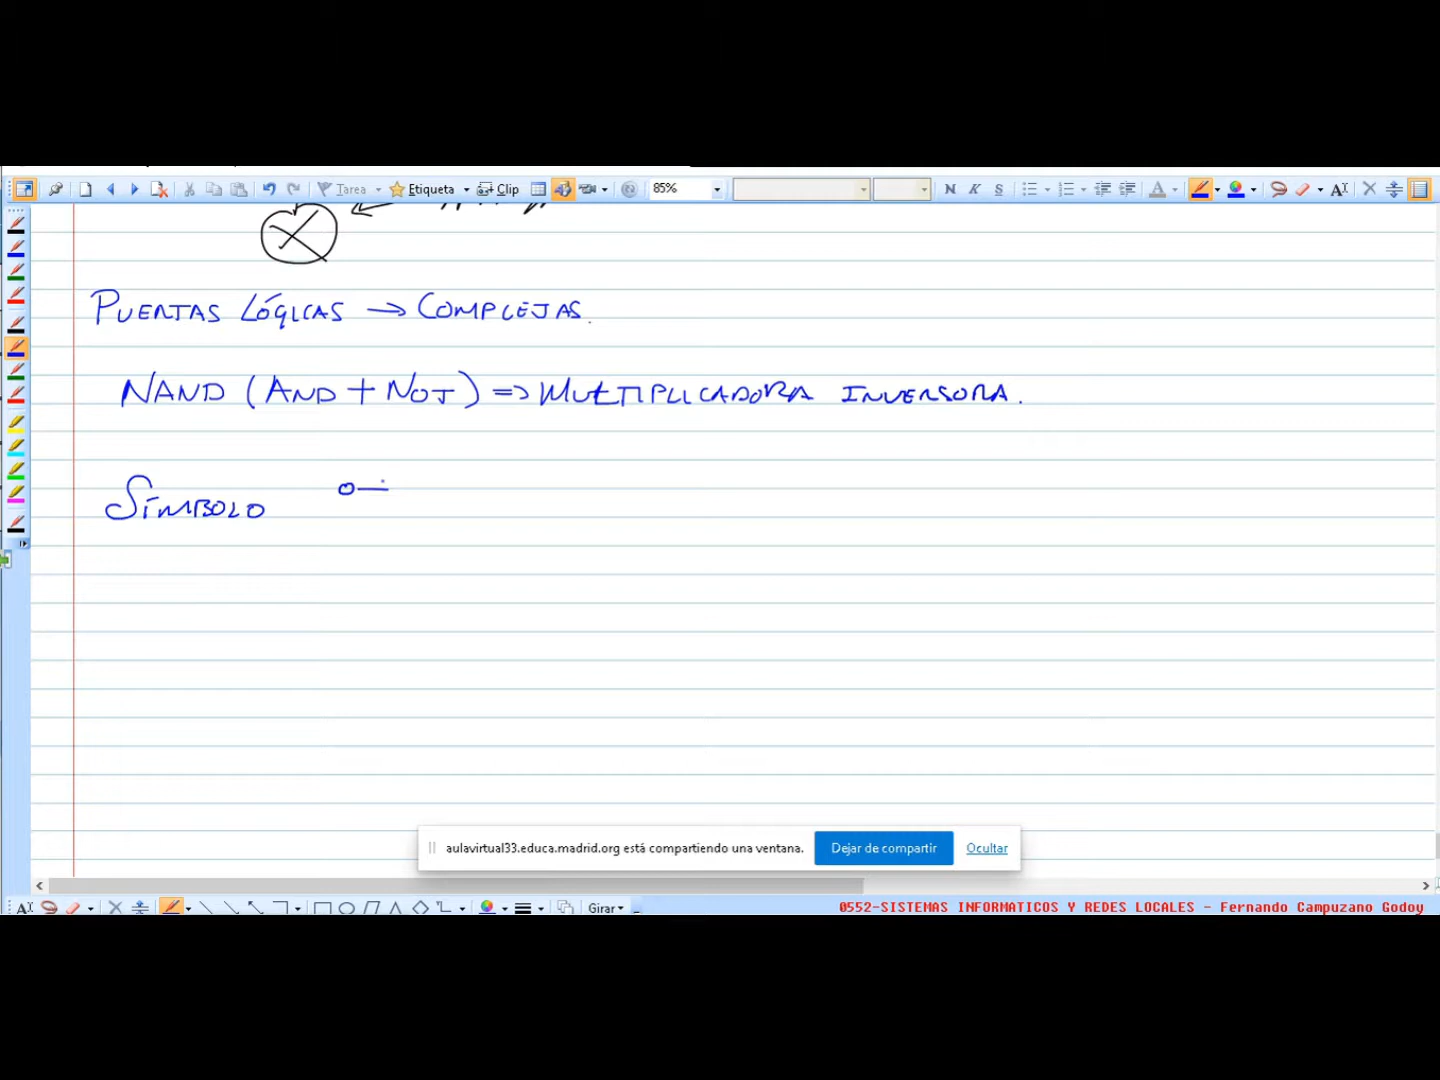 Tarea Etiqueta Clip 85% N K S
PUERTAS LÓGICAS → COMPLEJAS.
NAND (AND + NOT) => MULTIPLICADORA INVERSORA.
SÍMBOLO
aulavirtual33.educa.madrid.org está compartiendo una ventana. Dejar de compartir Ocultar
Girar
0552-SISTEMAS INFORMATICOS Y REDES LOCALES - Fernando Campuzano Godoy